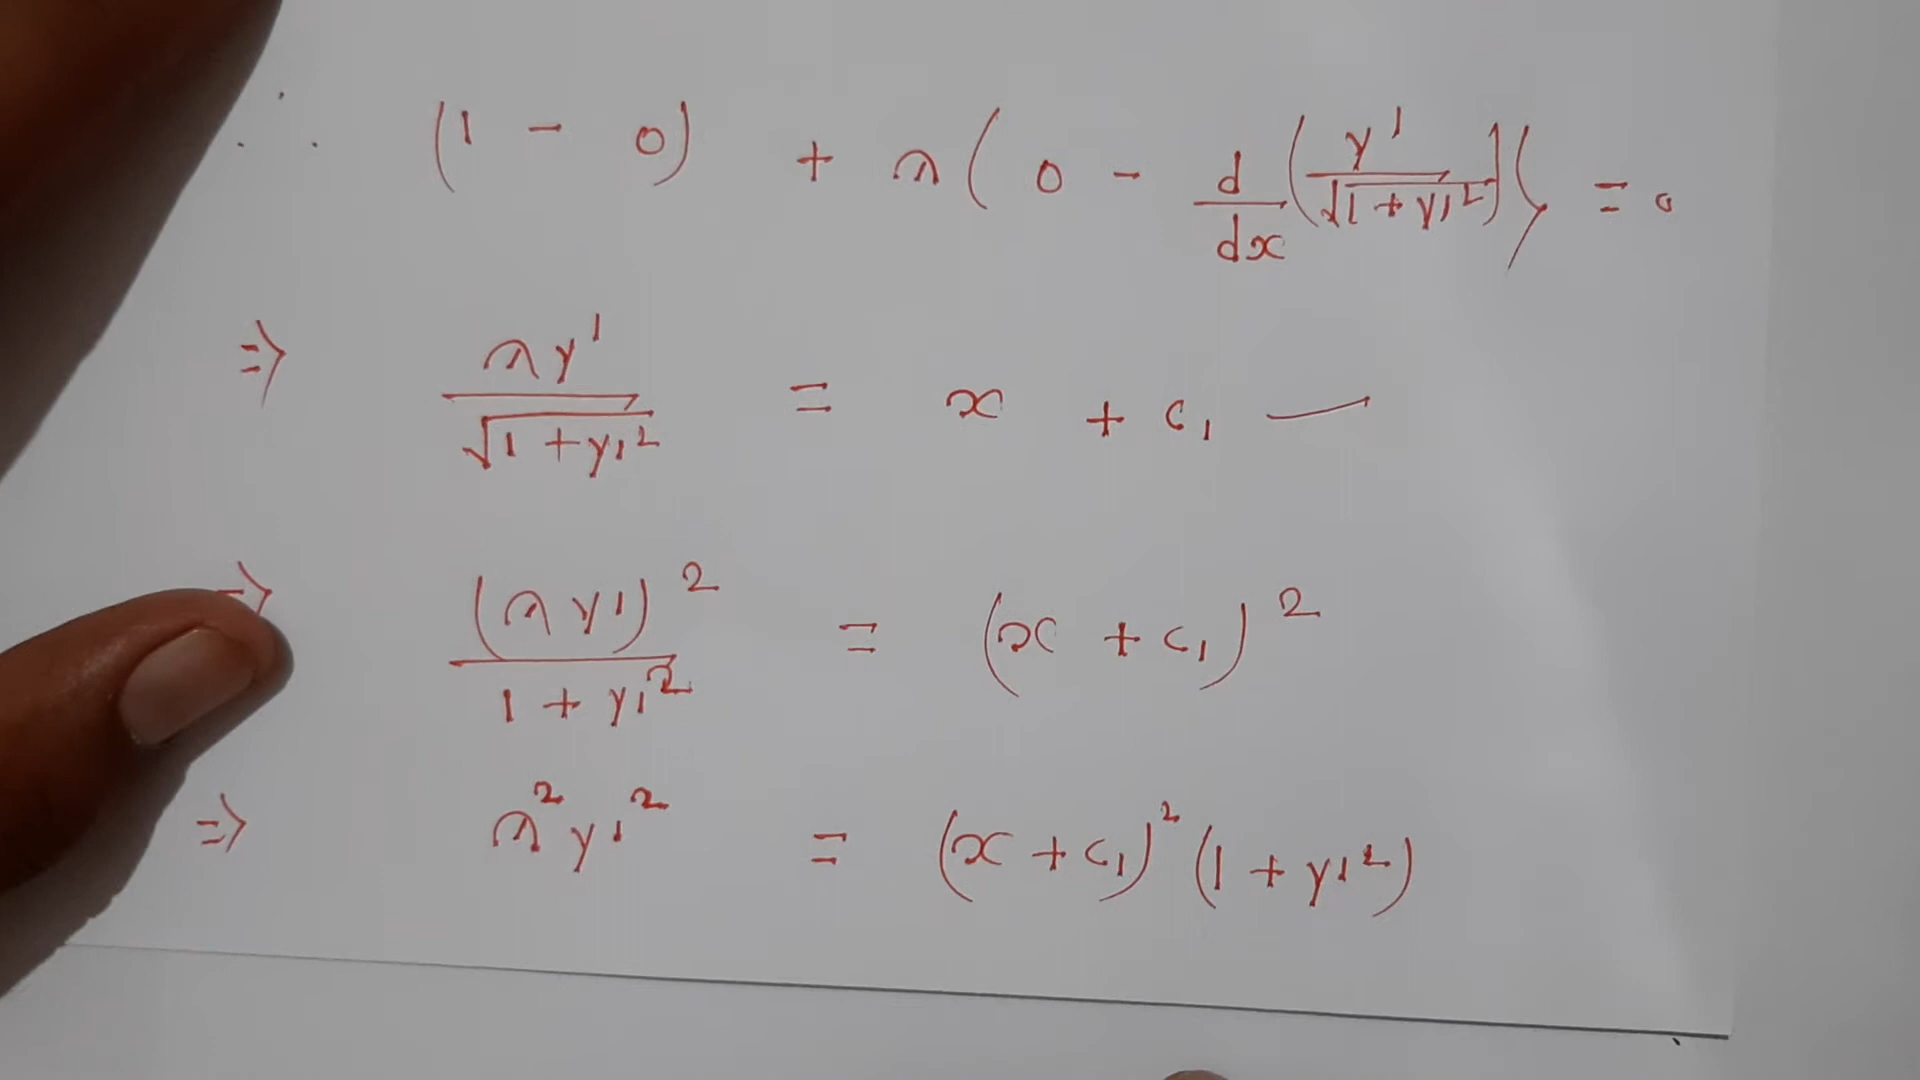 ∴ (1 - 0) + λ( 0 - d/dx (y'/√1+y'²)} = 0
⇒ λy'/√1+y'² = x + c₁ —
⇒ (λy')²/1+y'² = (x + c₁)²
⇒ λ²y'² = (x+c₁)²(1+y'²)